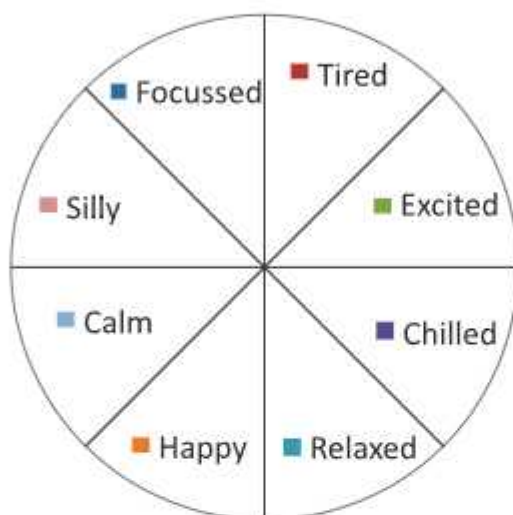 Focussed
Tired
Silly
Excited
Calm
Chilled
Happy
Relaxed